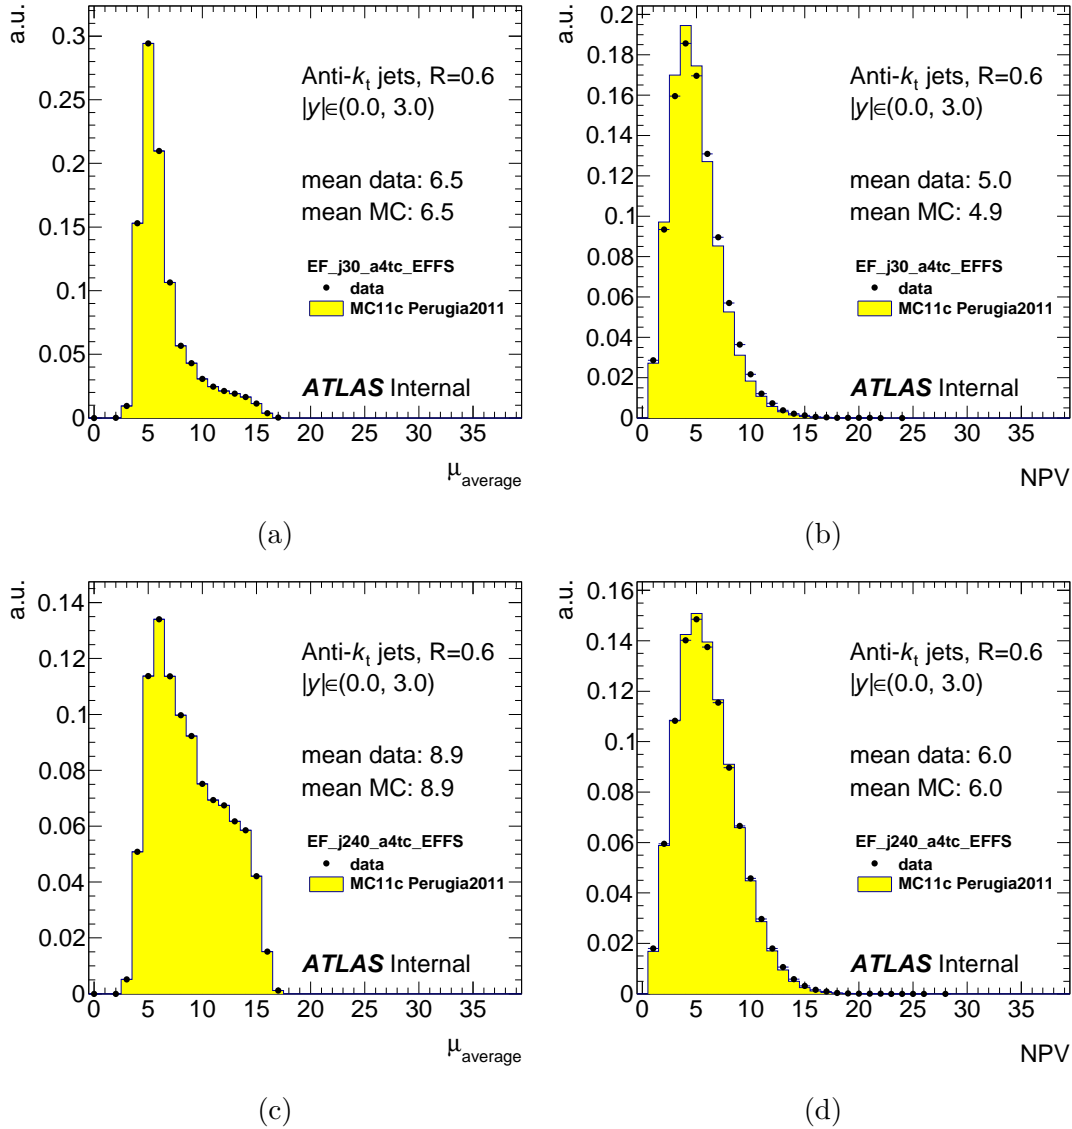 a.u.
0.3
0.25
0.2
0.15
0.1
0.05
0
0 5 10 15 20 25 30 35
Anti-kt jets, R=0.6
|y|∈(0.0, 3.0)
mean data: 6.5
mean MC: 6.5
EF_j30_a4tc_EFFS
data
MC11c Perugia2011
ATLAS Internal
μaverage
(a)
a.u.
0.2
0.18
0.16
0.14
0.12
0.1
0.08
0.06
0.04
0.02
0
0 5 10 15 20 25 30 35
Anti-kt jets, R=0.6
|y|∈(0.0, 3.0)
mean data: 5.0
mean MC: 4.9
EF_j30_a4tc_EFFS
data
MC11c Perugia2011
ATLAS Internal
NPV
(b)
a.u.
0.14
0.12
0.1
0.08
0.06
0.04
0.02
0
0 5 10 15 20 25 30 35
Anti-kt jets, R=0.6
|y|∈(0.0, 3.0)
mean data: 8.9
mean MC: 8.9
EF_j240_a4tc_EFFS
data
MC11c Perugia2011
ATLAS Internal
μaverage
(c)
a.u.
0.16
0.14
0.12
0.1
0.08
0.06
0.04
0.02
0
0 5 10 15 20 25 30 35
Anti-kt jets, R=0.6
|y|∈(0.0, 3.0)
mean data: 6.0
mean MC: 6.0
EF_j240_a4tc_EFFS
data
MC11c Perugia2011
ATLAS Internal
NPV
(d)